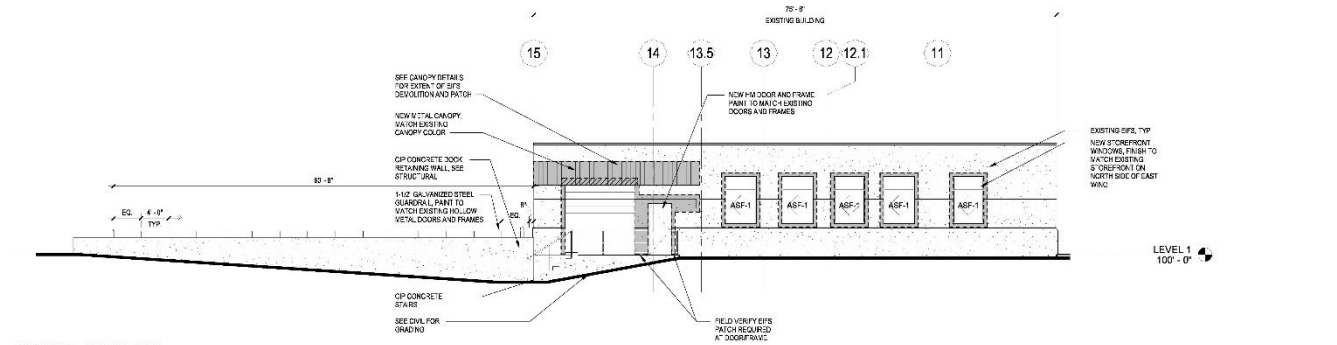 75' - 8"
EXISTING BUILDING
15
14
13.5
13
12
12.1
11
SEE CANOPY DETAILS
FOR EXTENT OF EIFS
DEMOLITION AND PATCH
NEW METAL CANOPY,
MATCH EXISTING
CANOPY COLOR
CIP CONCRETE DOCK
RETAINING WALL, SEE
STRUCTURAL
1-1/2" GALVANIZED STEEL
GUARDRAIL, PAINT TO
MATCH EXISTING HOLLOW
METAL DOORS AND FRAMES
NEW HM DOOR AND FRAME
PAINT TO MATCH EXISTING
DOORS AND FRAMES
EXISTING EIFS, TYP
NEW STOREFRONT
WINDOWS, FINISH TO
MATCH EXISTING
STOREFRONT ON
NORTH SIDE OF EAST
WING
EQ.
4' - 0"
TYP.
EQ.
6"
ASF-1
ASF-1
ASF-1
ASF-1
ASF-1
LEVEL 1
100' - 0"
CIP CONCRETE
STAIRS
SEE CIVIL FOR
GRADING
FIELD VERIFY EIFS
PATCH REQUIRED
AT DOOR/FRAME